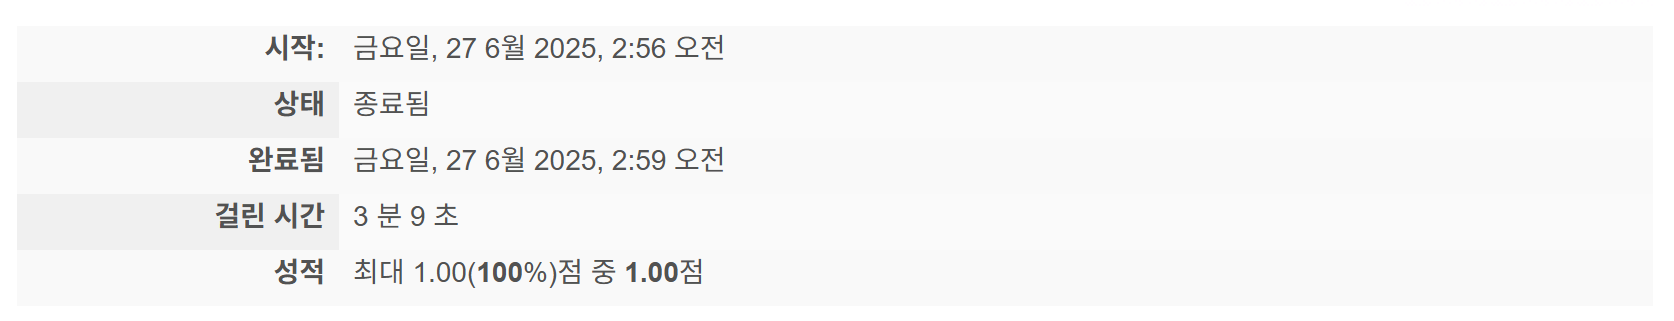 시작: 금요일, 27 6월 2025, 2:56 오전
상태 종료됨
완료됨 금요일, 27 6월 2025, 2:59 오전
걸린 시간 3 분 9 초
성적 최대 1.00(100%)점 중 1.00점